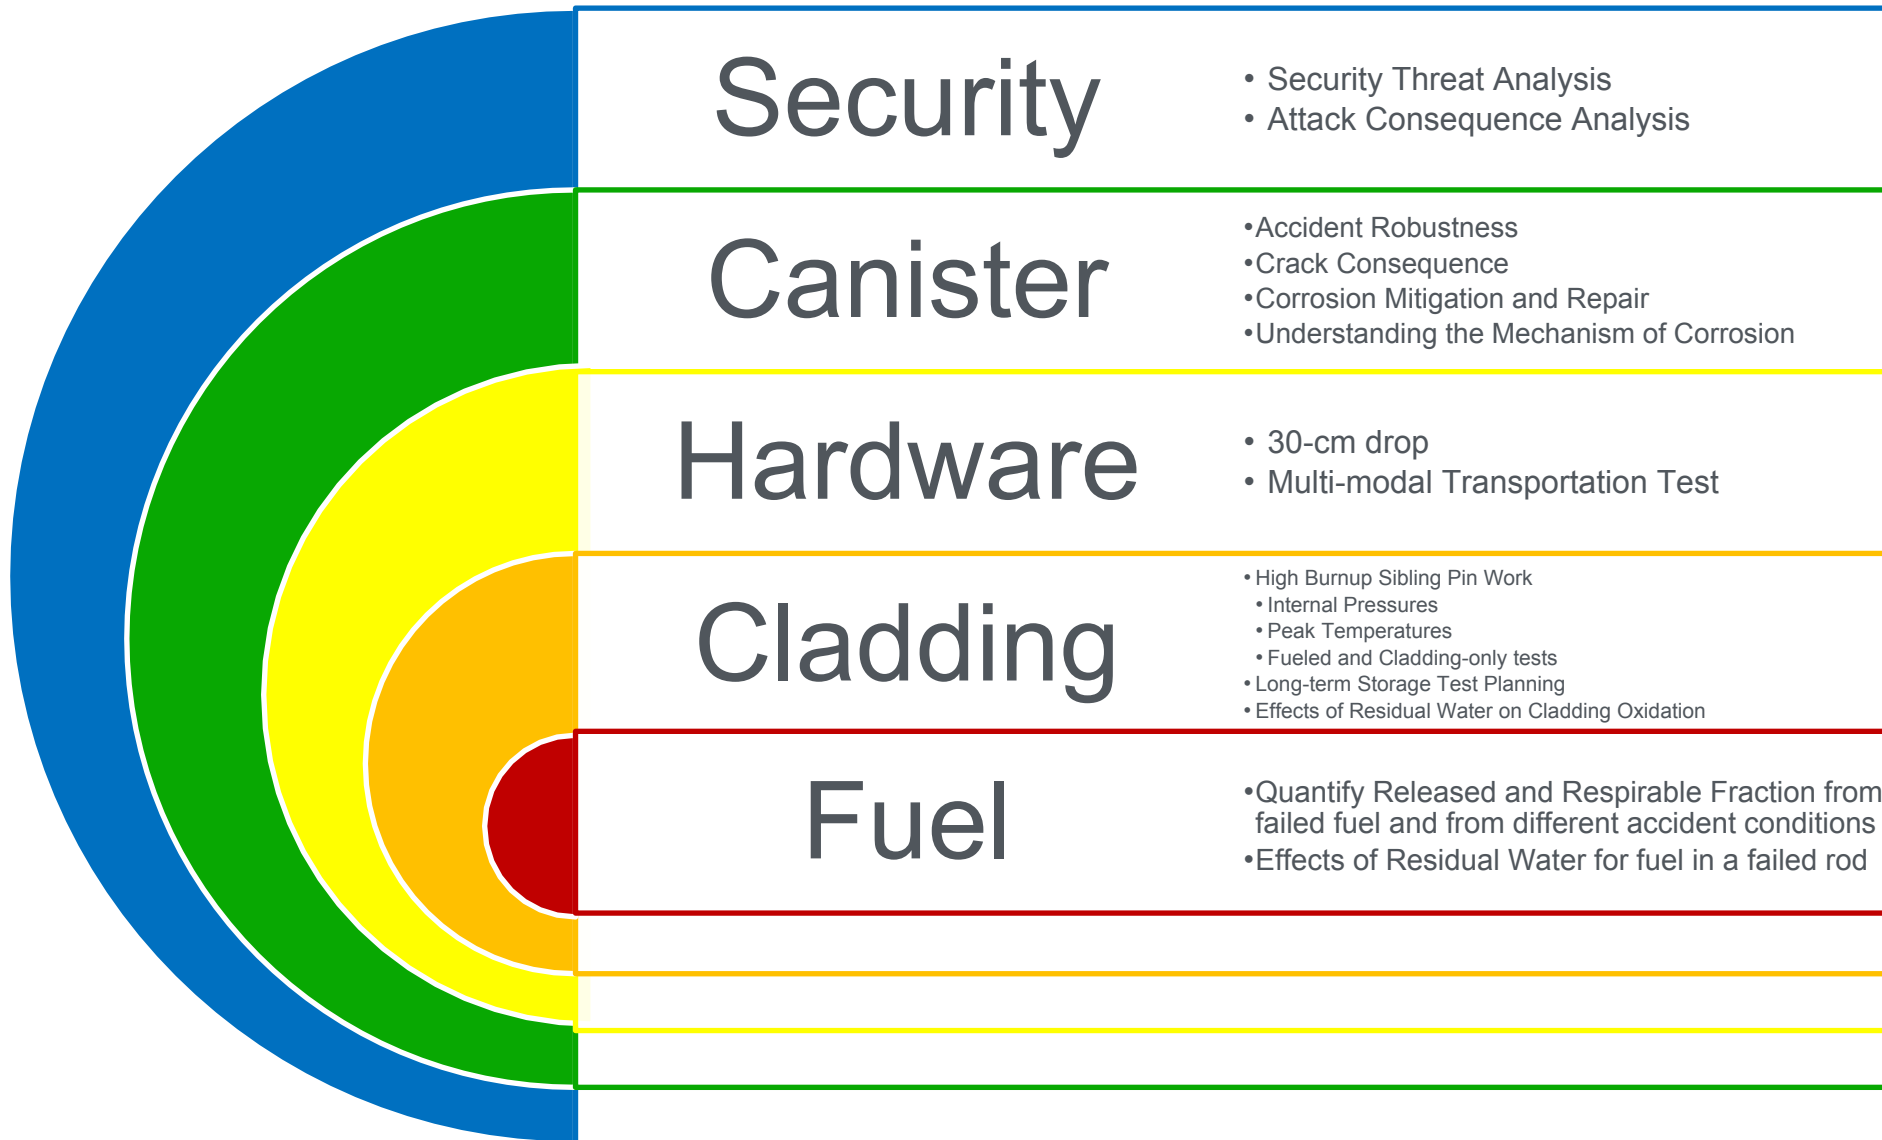 Security
• Security Threat Analysis
• Attack Consequence Analysis
Canister
•Accident Robustness
•Crack Consequence
•Corrosion Mitigation and Repair
•Understanding the Mechanism of Corrosion
Hardware
• 30-cm drop
• Multi-modal Transportation Test
Cladding
• High Burnup Sibling Pin Work
• Internal Pressures
• Peak Temperatures
• Fueled and Cladding-only tests
• Long-term Storage Test Planning
• Effects of Residual Water on Cladding Oxidation
Fuel
•Quantify Released and Respirable Fraction from
failed fuel and from different accident conditions
•Effects of Residual Water for fuel in a failed rod